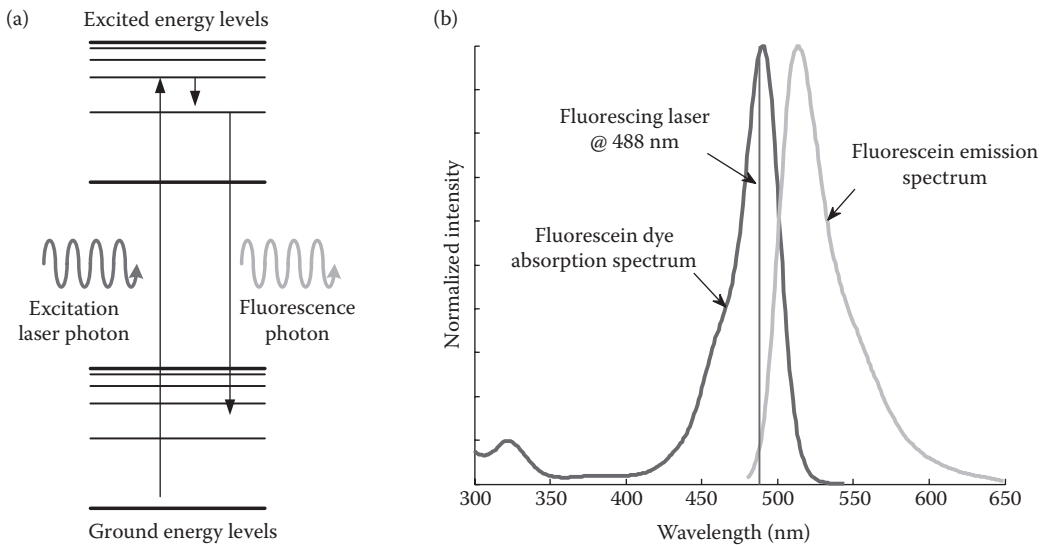 (a)
Excited energy levels
Excitation
laser photon
Fluorescence
photon
Ground energy levels
(b)
Normalized intensity
Fluorescing laser
@ 488 nm
Fluorescein emission
spectrum
Fluorescein dye
absorption spectrum
300 350 400 450 500 550 600 650
Wavelength (nm)